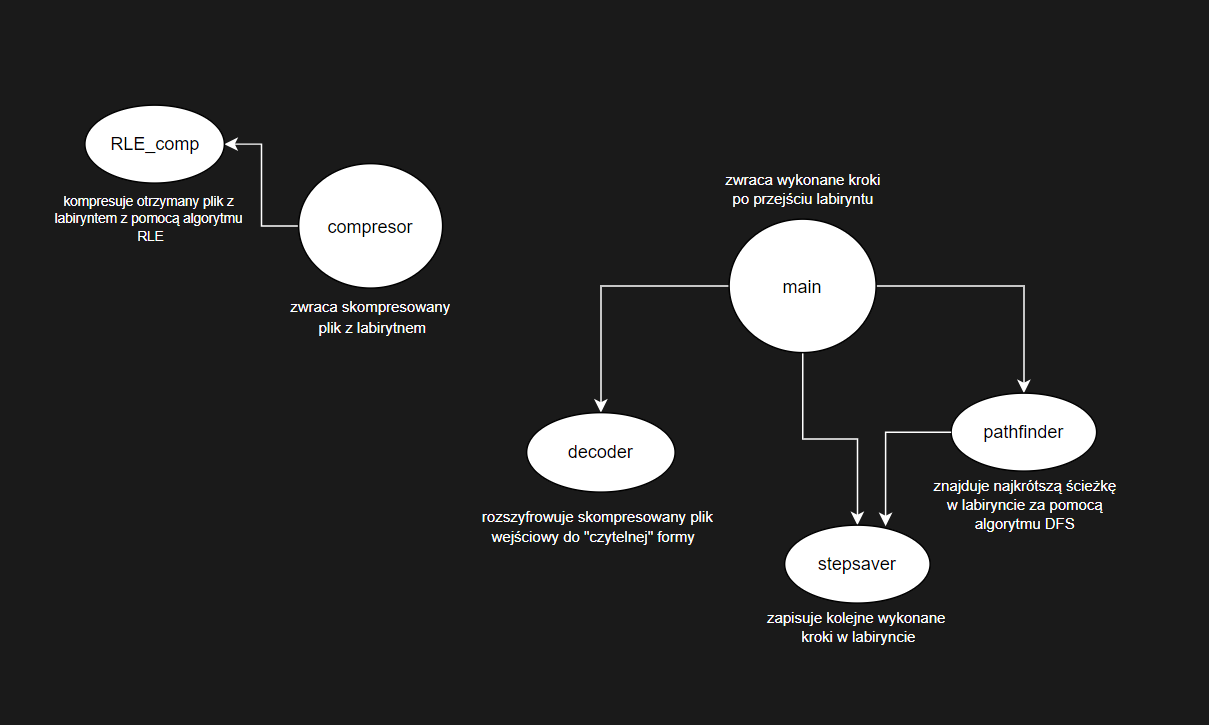 RLE_comp
kompresuje otrzymany plik z
labiryntem z pomocą algorytmu
RLE
compresor
zwraca skompresowany
plik z labirytnem
zwraca wykonane kroki
po przejściu labiryntu
main
decoder
rozszyfrowuje skompresowany plik
wejściowy do "czytelnej" formy
pathfinder
znajduje najkrótszą ścieżkę
w labiryncie za pomocą
algorytmu DFS
stepsaver
zapisuje kolejne wykonane
kroki w labiryncie